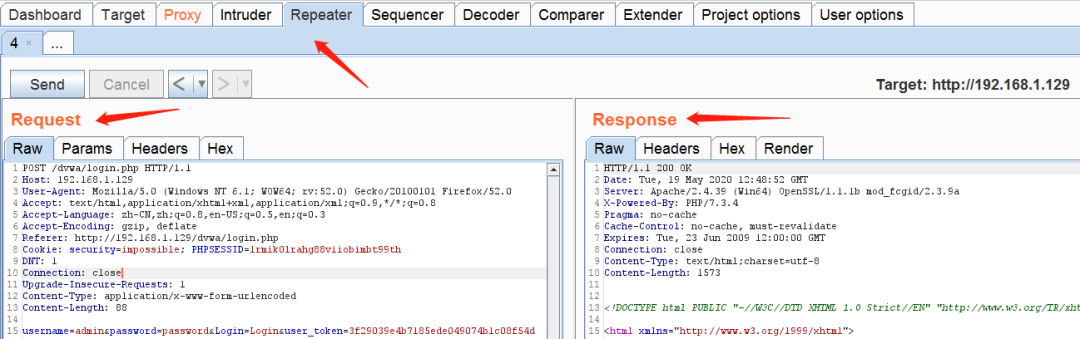 Dashboard Target Proxy Intruder Repeater Sequencer Decoder Comparer Extender Project options User options
4 × ...
Send Cancel < ▼ > ▼ Target: http://192.168.1.129
Request
Raw Params Headers Hex
1 POST /dvwa/login.php HTTP/1.1
2 Host: 192.168.1.129
3 User-Agent: Mozilla/5.0 (Windows NT 6.1; WOW64; rv:52.0) Gecko/20100101 Firefox/52.0
4 Accept: text/html,application/xhtml+xml,application/xml;q=0.9,*/*;q=0.8
5 Accept-Language: zh-CN,zh;q=0.8,en-US;q=0.5,en;q=0.3
6 Accept-Encoding: gzip, deflate
7 Referer: http://192.168.1.129/dvwa/login.php
8 Cookie: security=impossible; PHPSESSID=lrmik0lrahg88viiobimbt99th
9 DNT: 1
10 Connection: close
11 Upgrade-Insecure-Requests: 1
12 Content-Type: application/x-www-form-urlencoded
13 Content-Length: 88
14
15 username=admin&password=password&Login=Login&user_token=3f29039e4b7185ede049074b1c08f54d
Response
Raw Headers Hex Render
1 HTTP/1.1 200 OK
2 Date: Tue, 19 May 2020 12:48:52 GMT
3 Server: Apache/2.4.39 (Win64) OpenSSL/1.1.1b mod_fcgid/2.3.9a
4 X-Powered-By: PHP/7.3.4
5 Pragma: no-cache
6 Cache-Control: no-cache, must-revalidate
7 Expires: Tue, 23 Jun 2009 12:00:00 GMT
8 Connection: close
9 Content-Type: text/html;charset=utf-8
10 Content-Length: 1573
11
12
13 <!DOCTYPE html PUBLIC "-//W3C//DTD XHTML 1.0 Strict//EN" "http://www.w3.org/TR/xht
14
15 <html xmlns="http://www.w3.org/1999/xhtml">